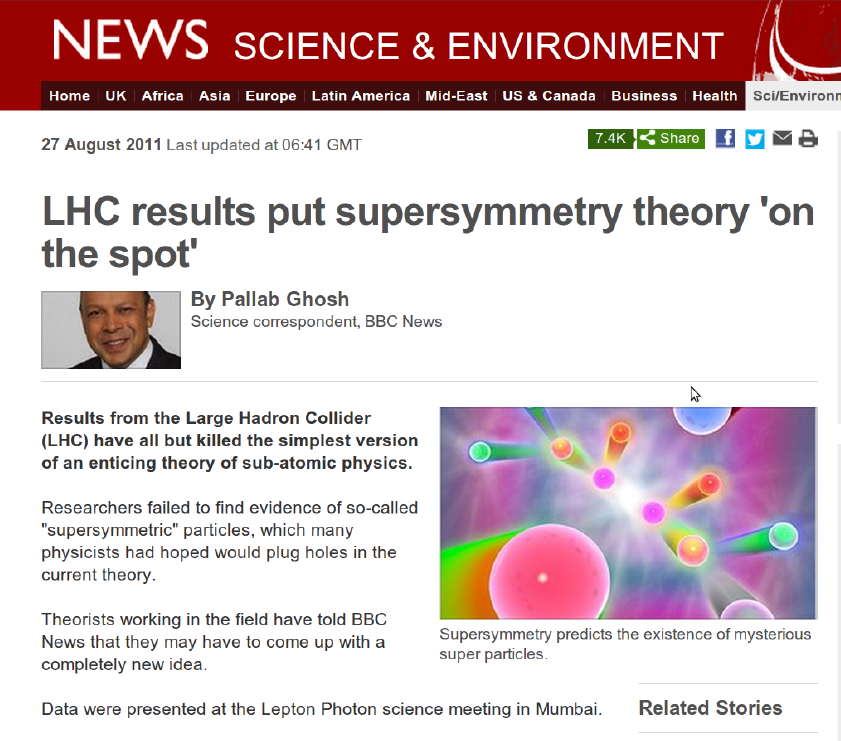 NEWS SCIENCE & ENVIRONMENT
Home UK Africa Asia Europe Latin America Mid-East US & Canada Business Health Sci/Environ
27 August 2011 Last updated at 06:41 GMT
7.4K Share
LHC results put supersymmetry theory 'on
the spot'
By Pallab Ghosh
Science correspondent, BBC News
Results from the Large Hadron Collider
(LHC) have all but killed the simplest version
of an enticing theory of sub-atomic physics.
Researchers failed to find evidence of so-called
"supersymmetric" particles, which many
physicists had hoped would plug holes in the
current theory.
Theorists working in the field have told BBC
News that they may have to come up with a
completely new idea.
Data were presented at the Lepton Photon science meeting in Mumbai.
Supersymmetry predicts the existence of mysterious
super particles.
Related Stories